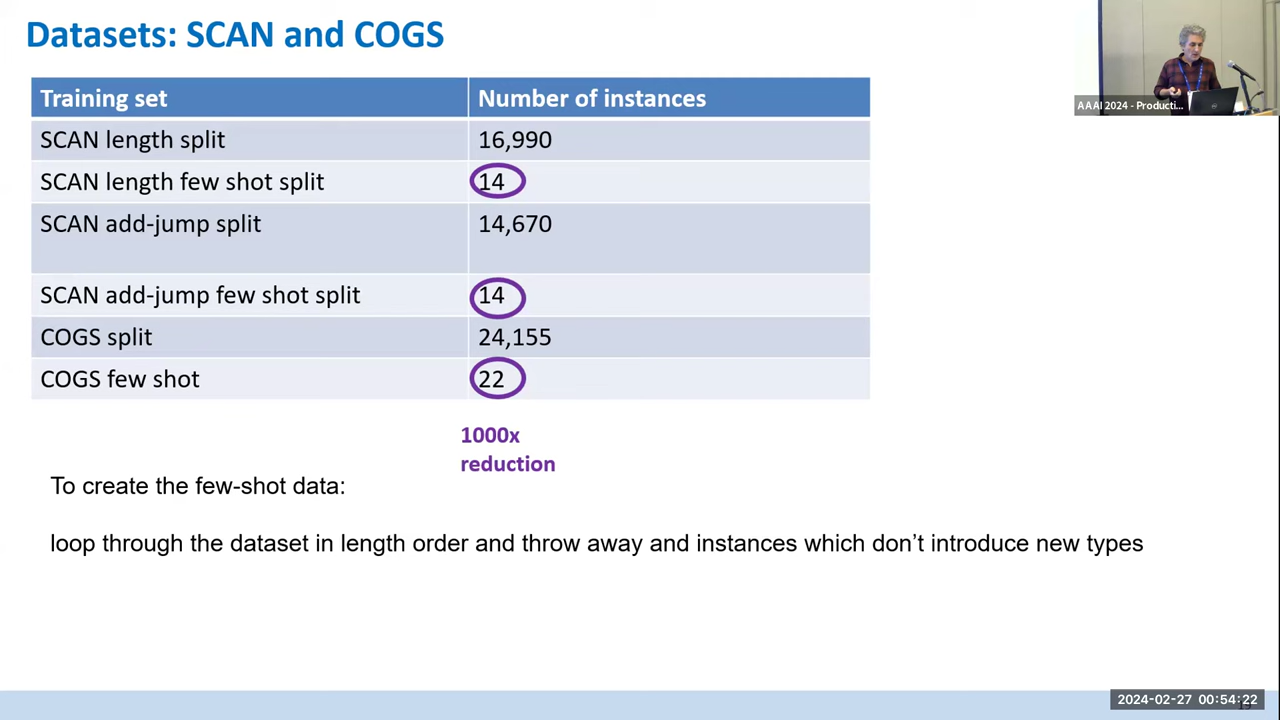 Datasets: SCAN and COGS
Training set Number of instances
SCAN length split 16,990
SCAN length few shot split 14
SCAN add-jump split 14,670
SCAN add-jump few shot split 14
COGS split 24,155
COGS few shot 22
1000x
reduction
To create the few-shot data:
loop through the dataset in length order and throw away and instances which don’t introduce new types
AAAI 2024 - Producti...
2024-02-27 00:54:22